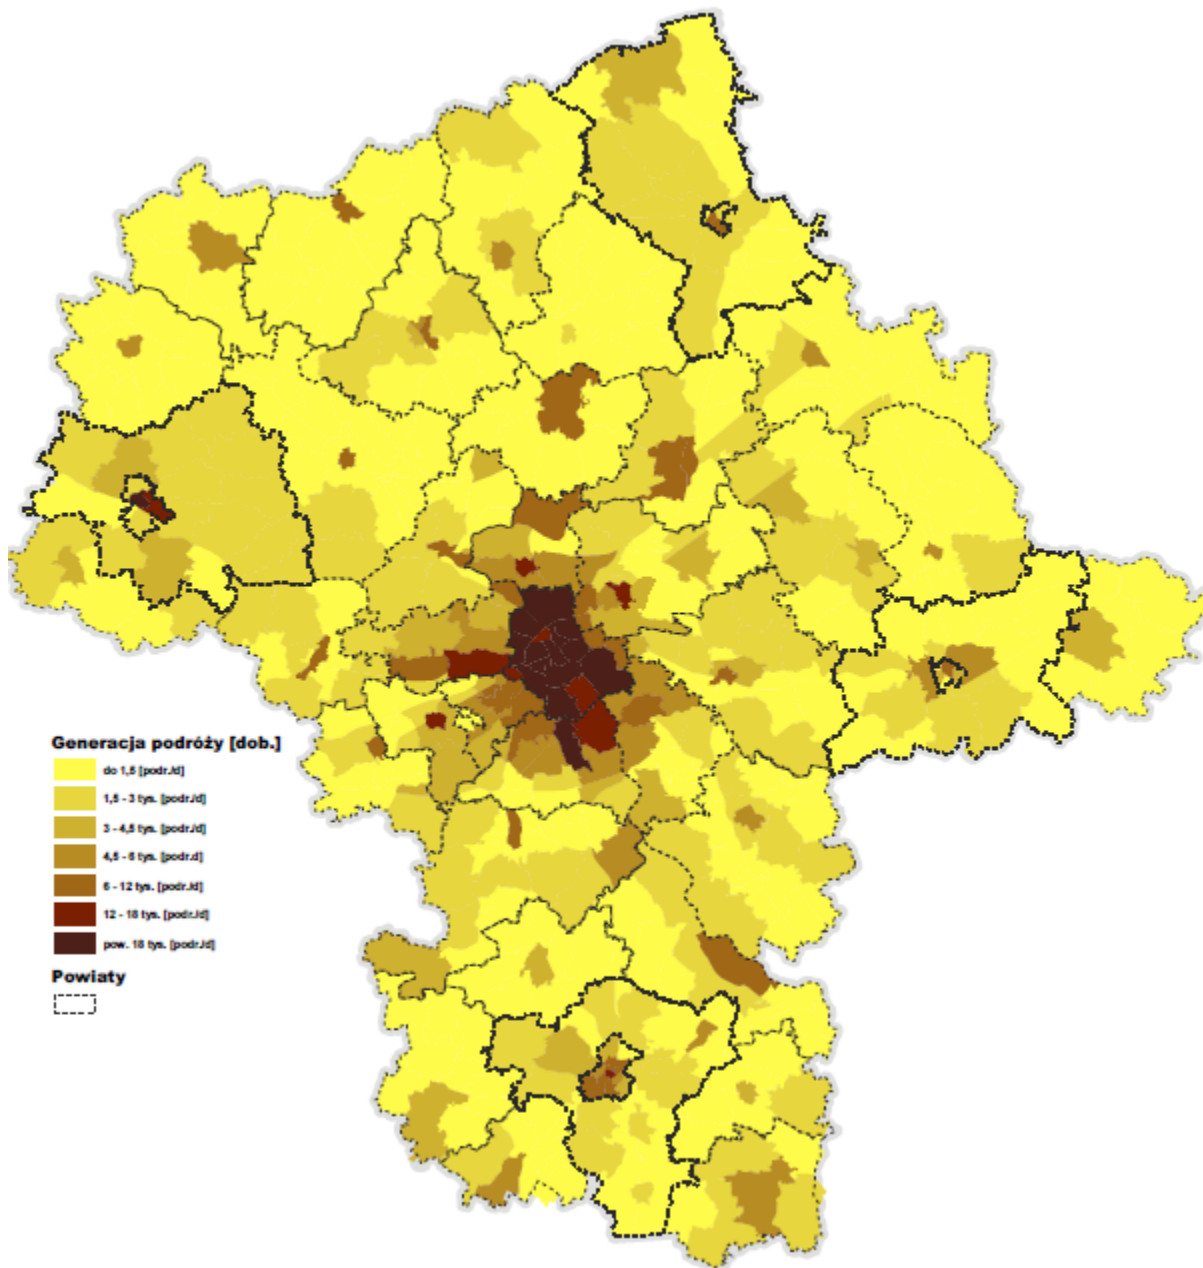 Generacja podróży [dob.]
do 1,5 [podr./d]
1,5 - 3 tys. [podr./d]
3 - 4,5 tys. [podr./d]
4,5 - 6 tys. [podr.d]
6 - 12 tys. [podr./d]
12 - 18 tys. [podr./d]
pow. 18 tys. [podr./d]
Powiaty